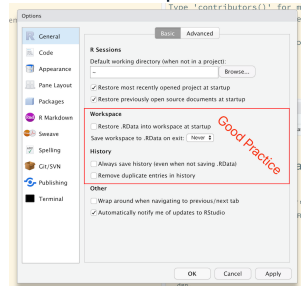 Type 'contributors()' for m
Options
General
Code
Appearance
Pane Layout
Packages
R Markdown
Sweave
Spelling
Git/SVN
Publishing
Terminal
Basic Advanced
R Sessions
Default working directory (when not in a project):
~ Browse...
Restore most recently opened project at startup
Restore previously open source documents at startup
Workspace
Restore .RData into workspace at startup
Save workspace to .RData on exit: Never
History
Always save history (even when not saving .RData)
Remove duplicate entries in history
Good Practice
Other
Wrap around when navigating to previous/next tab
Automatically notify me of updates to RStudio
OK Cancel Apply